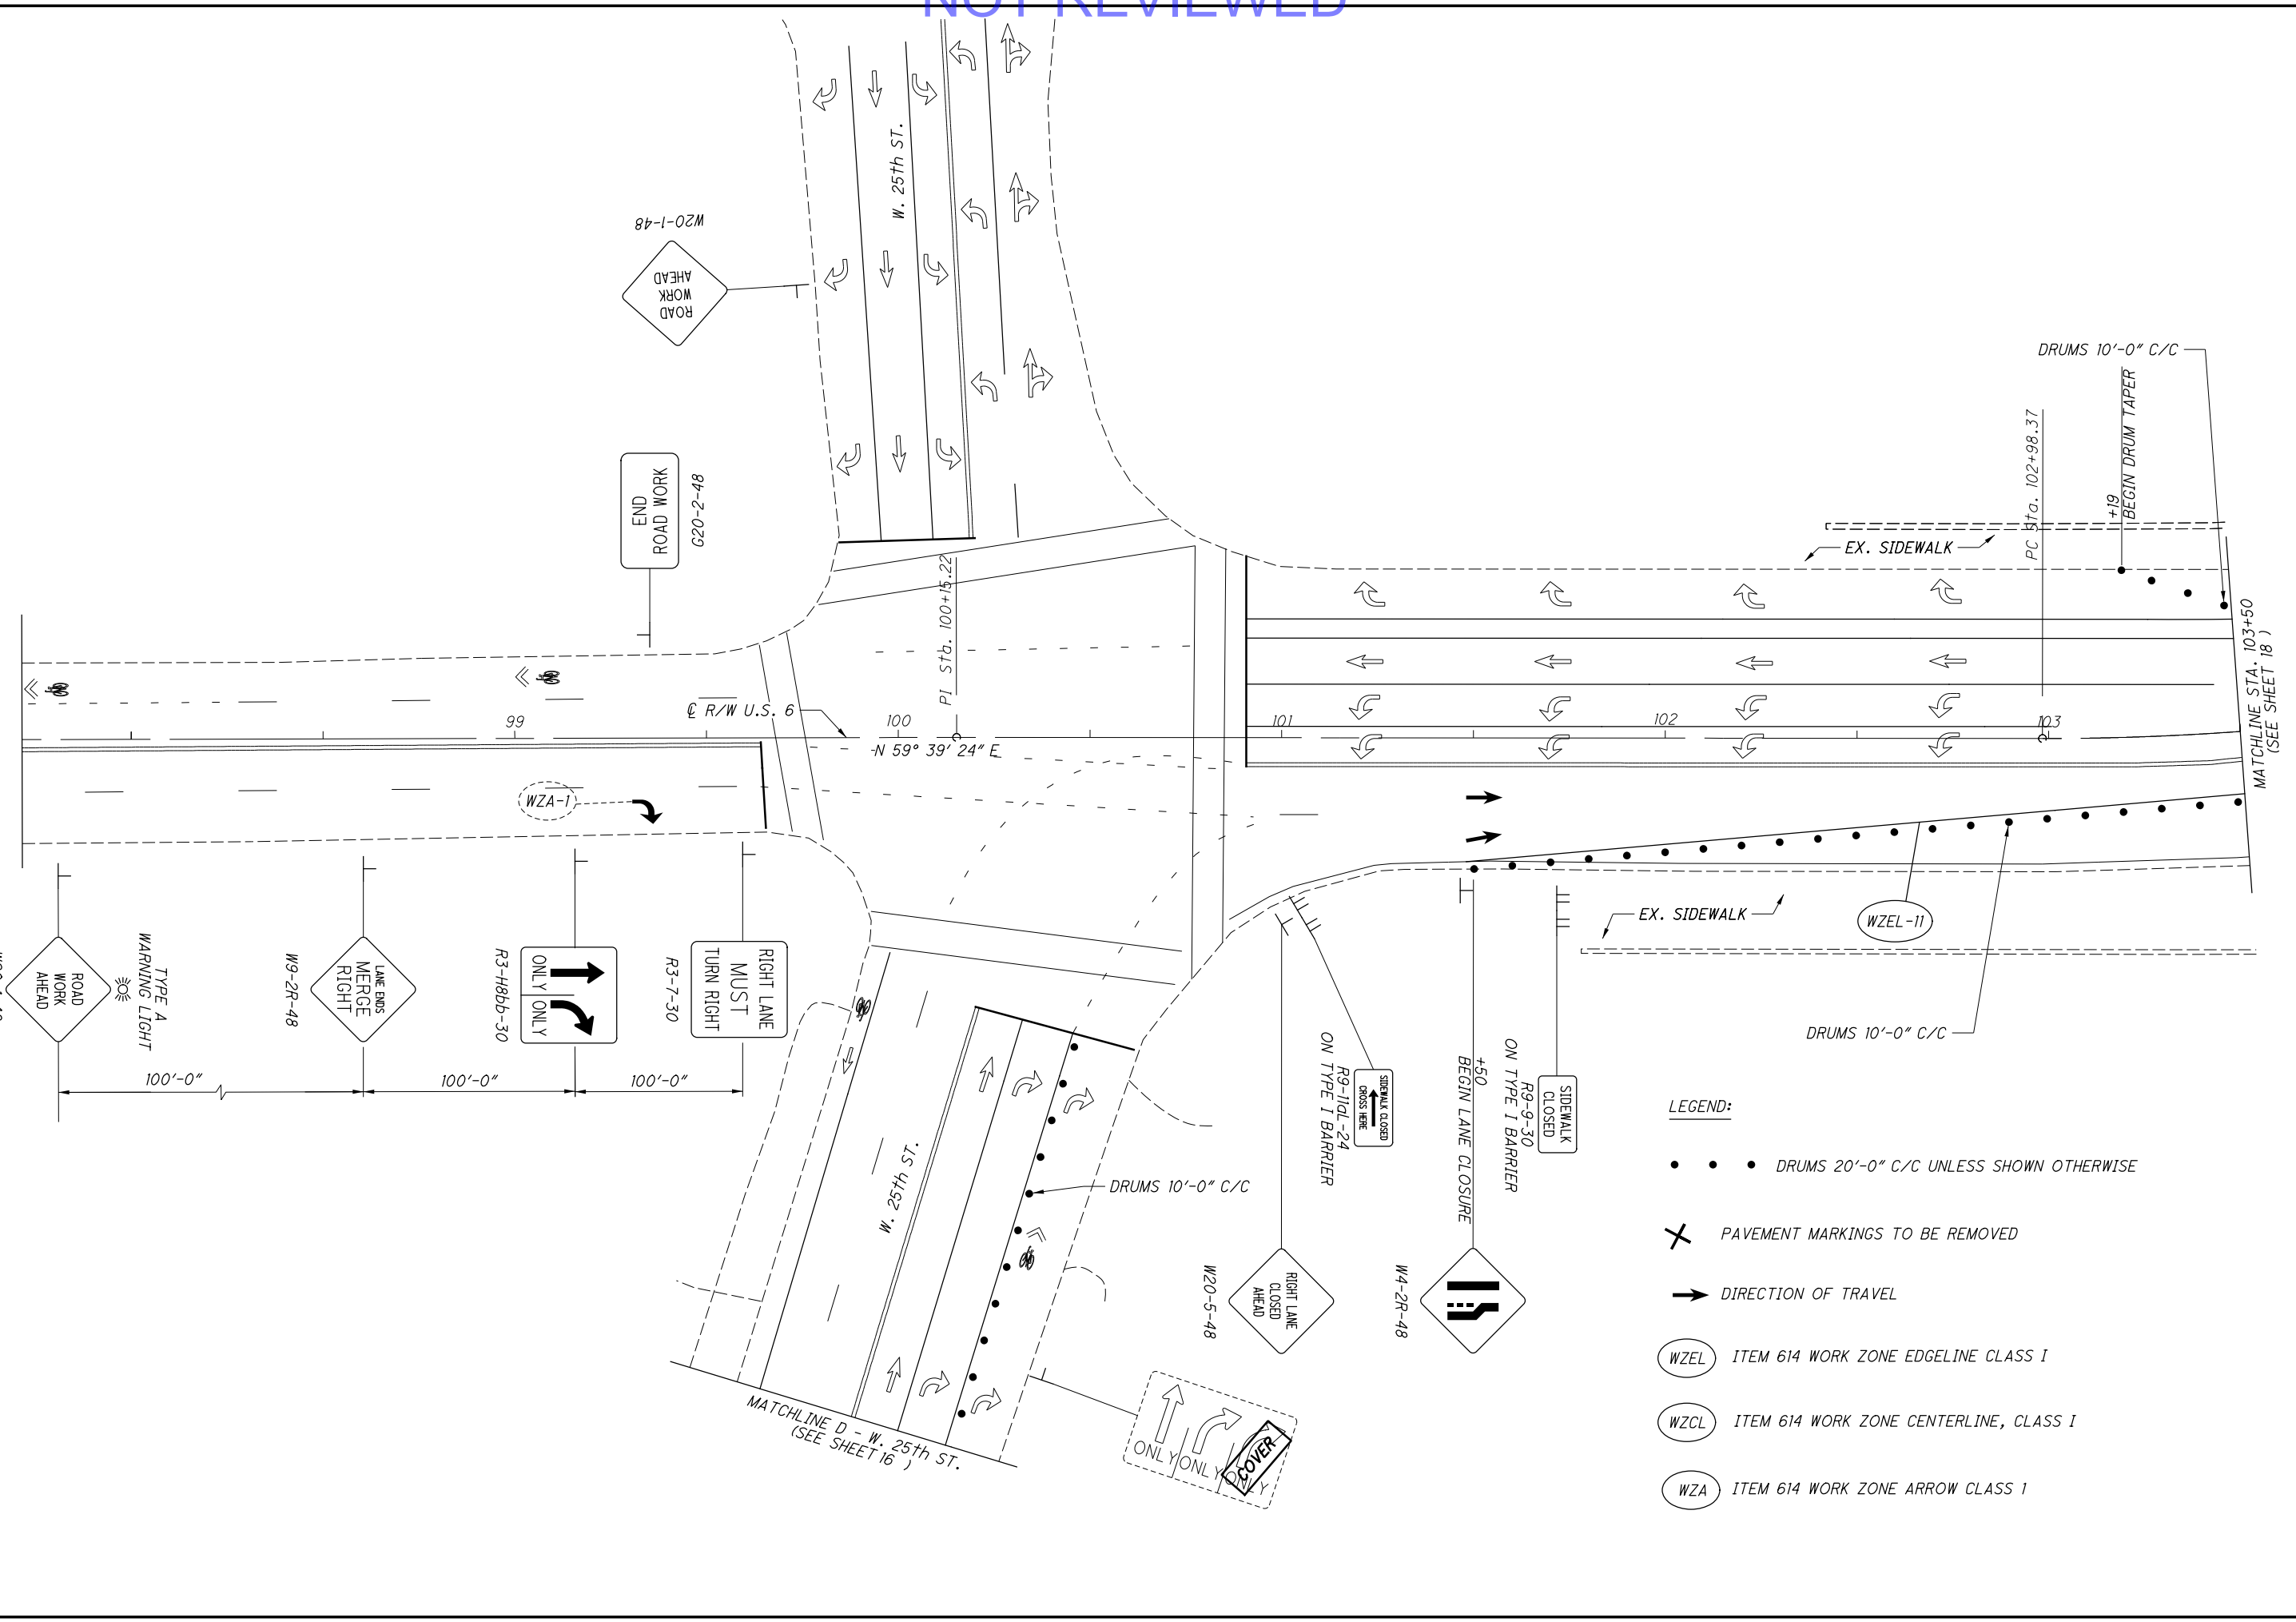 NOT REVIEWED
W. 25th ST.
W20-1-48
ROAD
WORK
AHEAD
END
ROAD WORK
G20-2-48
DRUMS 10'-0" C/C
BEGIN DRUM TAPER
+19
PC Sta. 102+98.37
EX. SIDEWALK
MATCHLINE STA. 103+50
(SEE SHEET 18 )
PI Sta. 100+15.22
℄ R/W U.S. 6
99
100
101
102
103
N 59° 39' 24" E
WZA-1
WZEL-11
EX. SIDEWALK
DRUMS 10'-0" C/C
ROAD
WORK
AHEAD
TYPE A
WARNING LIGHT
LANE ENDS
MERGE
RIGHT
W9-2R-48
ONLY
ONLY
R3-H8bb-30
RIGHT LANE
MUST
TURN RIGHT
R3-7-30
100'-0"
100'-0"
100'-0"
W. 25th ST.
DRUMS 10'-0" C/C
MATCHLINE D - W. 25th ST.
(SEE SHEET 16 )
ONLY
ONLY
ONLY
COVER
RIGHT LANE
CLOSED
AHEAD
W20-5-48
SIDEWALK CLOSED
CROSS HERE
R9-11aL-24
ON TYPE I BARRIER
+50
BEGIN LANE CLOSURE
W4-2R-48
SIDEWALK
CLOSED
R9-9-30
ON TYPE I BARRIER
LEGEND:
DRUMS 20'-0" C/C UNLESS SHOWN OTHERWISE
PAVEMENT MARKINGS TO BE REMOVED
DIRECTION OF TRAVEL
WZEL ITEM 614 WORK ZONE EDGELINE CLASS I
WZCL ITEM 614 WORK ZONE CENTERLINE, CLASS I
WZA ITEM 614 WORK ZONE ARROW CLASS 1